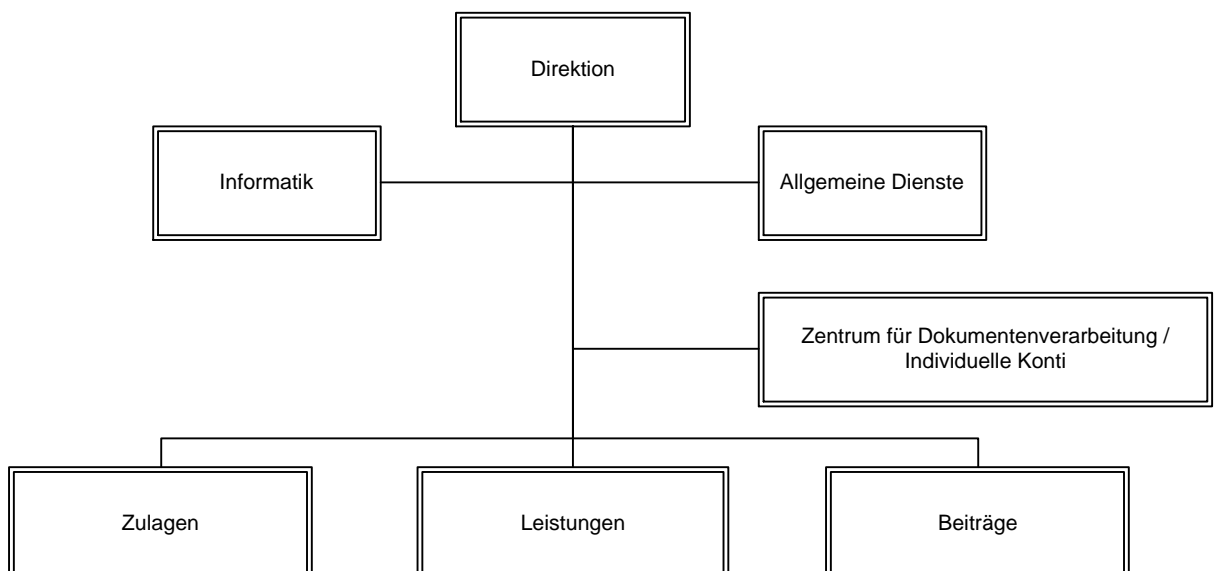 Direktion
Informatik
Allgemeine Dienste
Zentrum für Dokumentenverarbeitung /
Individuelle Konti
Zulagen
Leistungen
Beiträge